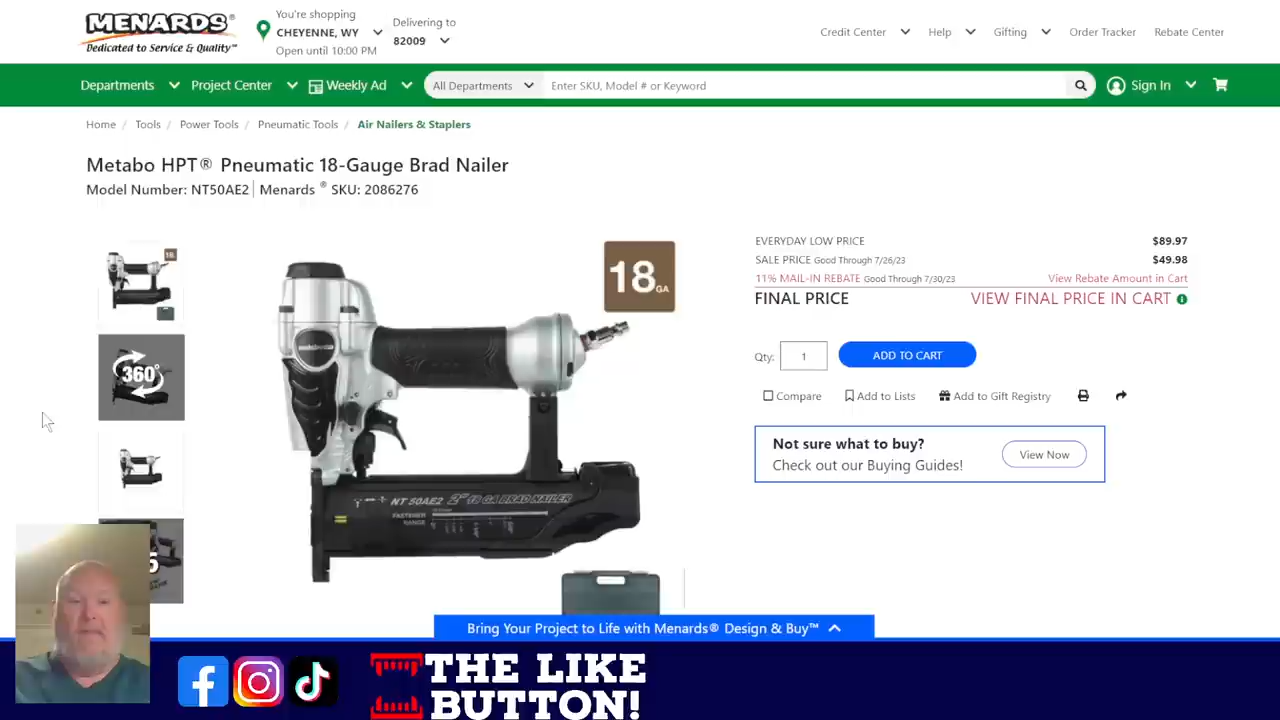 MENARDS®
Dedicated to Service & Quality™
You're shopping
CHEYENNE, WY
Open until 10:00 PM
Delivering to
82009
Credit Center
Help
Gifting
Order Tracker
Rebate Center
Departments
Project Center
Weekly Ad
All Departments
Enter SKU, Model # or Keyword
Sign In
Home / Tools / Power Tools / Pneumatic Tools / Air Nailers & Staplers
Metabo HPT® Pneumatic 18-Gauge Brad Nailer
Model Number: NT50AE2 | Menards ® SKU: 2086276
18.
360°
18GA
NT 50AE2 2" 18 GA BRAD NAILER
FASTENER
RANGE
EVERYDAY LOW PRICE $89.97
SALE PRICE Good Through 7/26/23 $49.98
11% MAIL-IN REBATE Good Through 7/30/23 View Rebate Amount in Cart
FINAL PRICE VIEW FINAL PRICE IN CART
Qty: 1 ADD TO CART
Compare
Add to Lists
Add to Gift Registry
Not sure what to buy?
Check out our Buying Guides!
View Now
Bring Your Project to Life with Menards® Design & Buy™
THE LIKE
BUTTON!